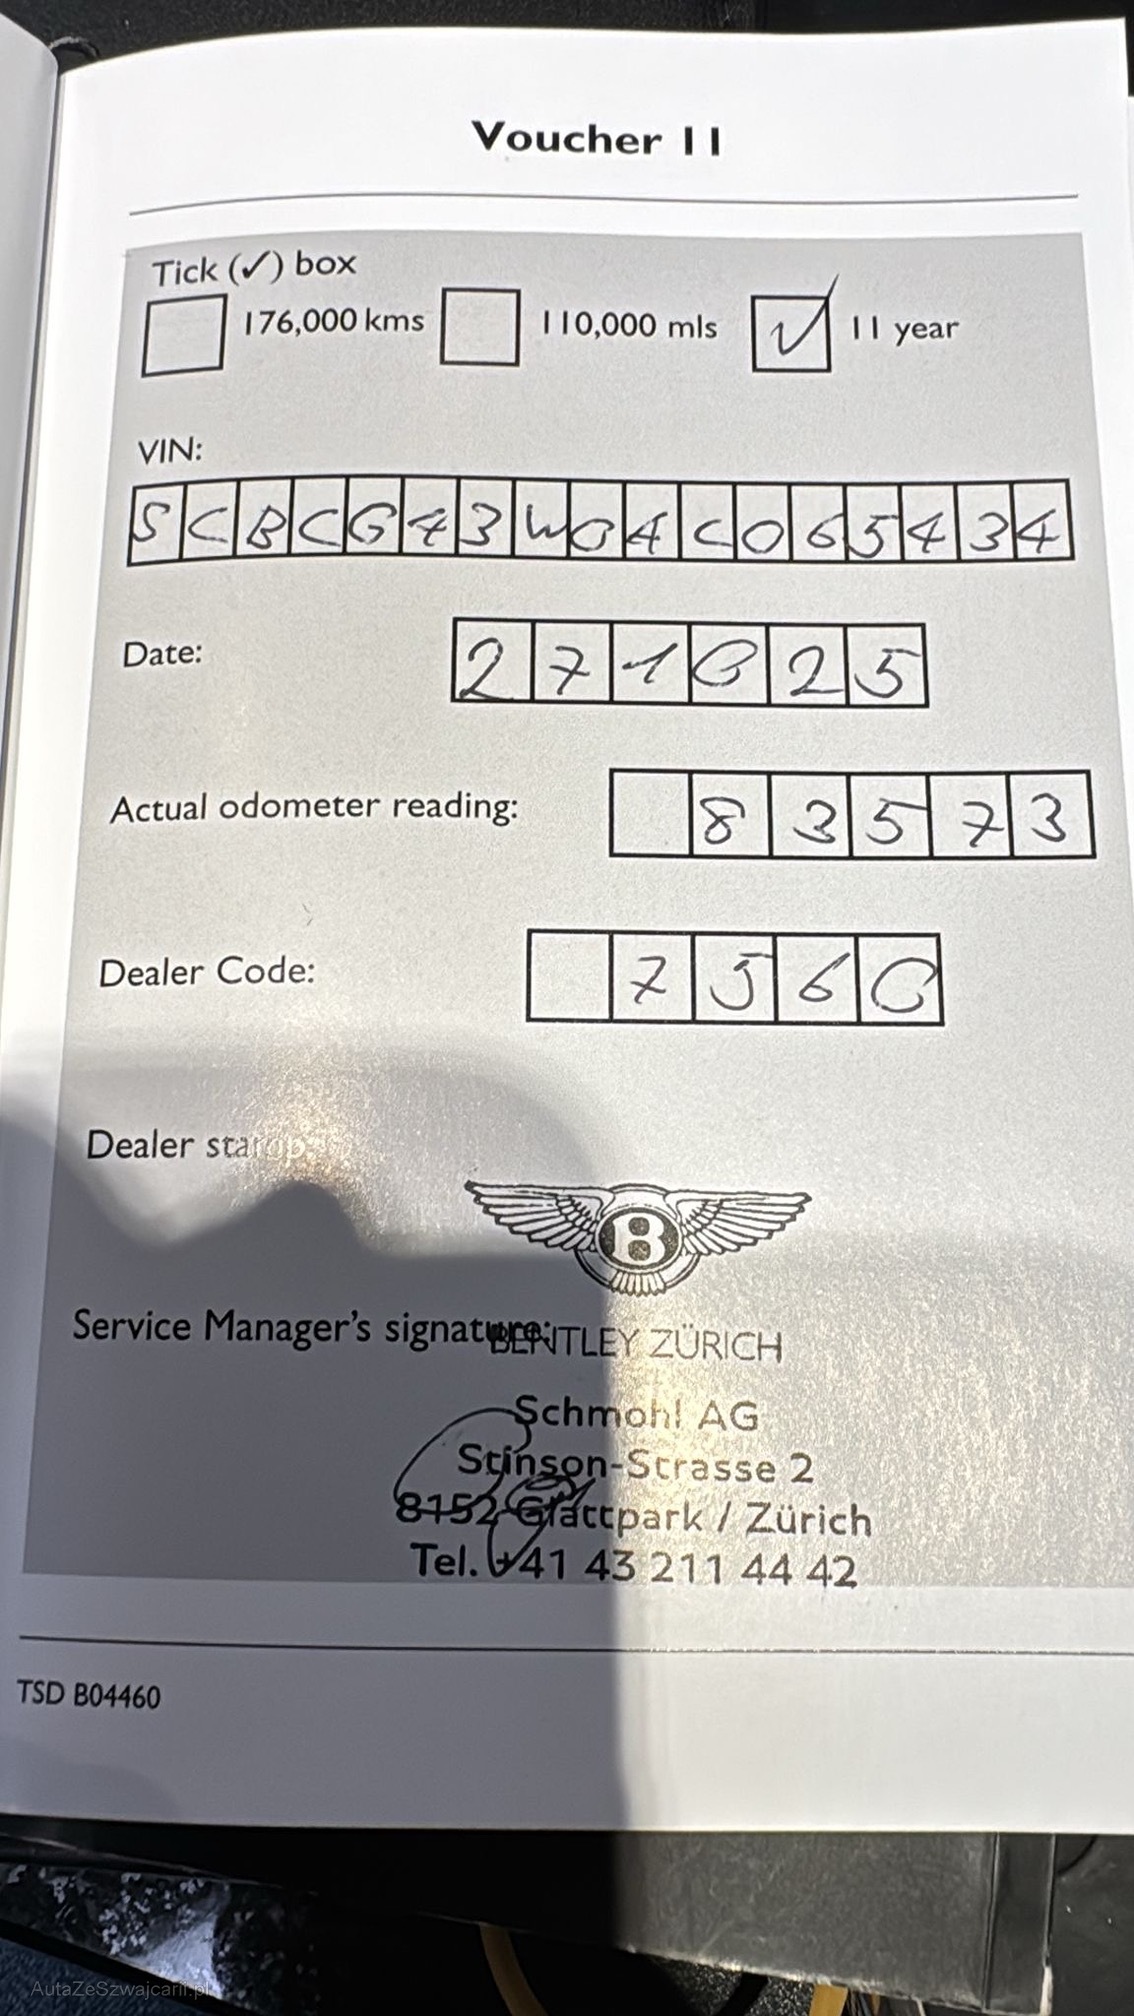 Voucher 11
Tick (✓) box
176,000 kms 110,000 mls ✓ 11 year
VIN:
SCBCG43W04C065434
Date: 271025
Actual odometer reading: 83573
Dealer Code: 7560
Dealer stamp:
B
Service Manager's signature:
BENTLEY ZÜRICH
Schmohl AG
Stinson-Strasse 2
8152 Glattpark / Zürich
Tel. +41 43 211 44 42
TSD B04460
AutaZeSzwajcarii.pl